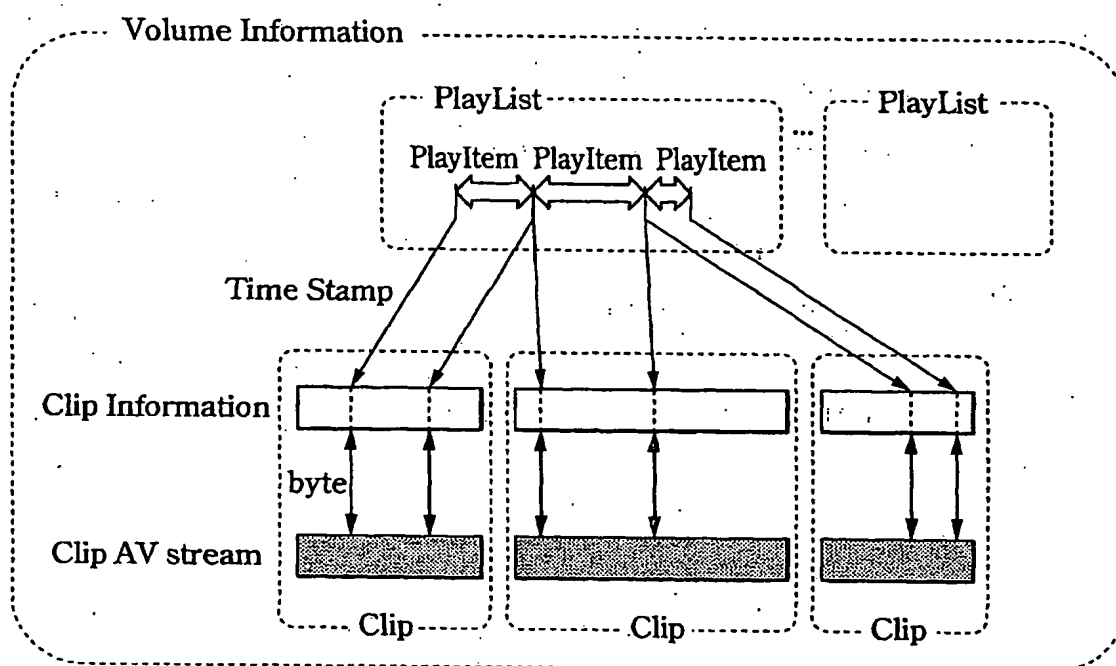 Volume Information
PlayList
PlayList
...
PlayItem PlayItem PlayItem
Time Stamp
Clip Information
byte
Clip AV stream
Clip
Clip
Clip